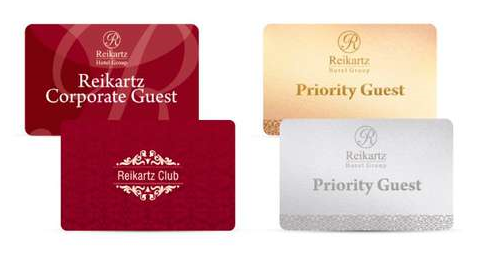 Reikartz
Hotel Group
Reikartz
Corporate Guest
Reikartz Club
Reikartz
Hotel Group
Priority Guest
Reikartz
Hotel Group
Priority Guest